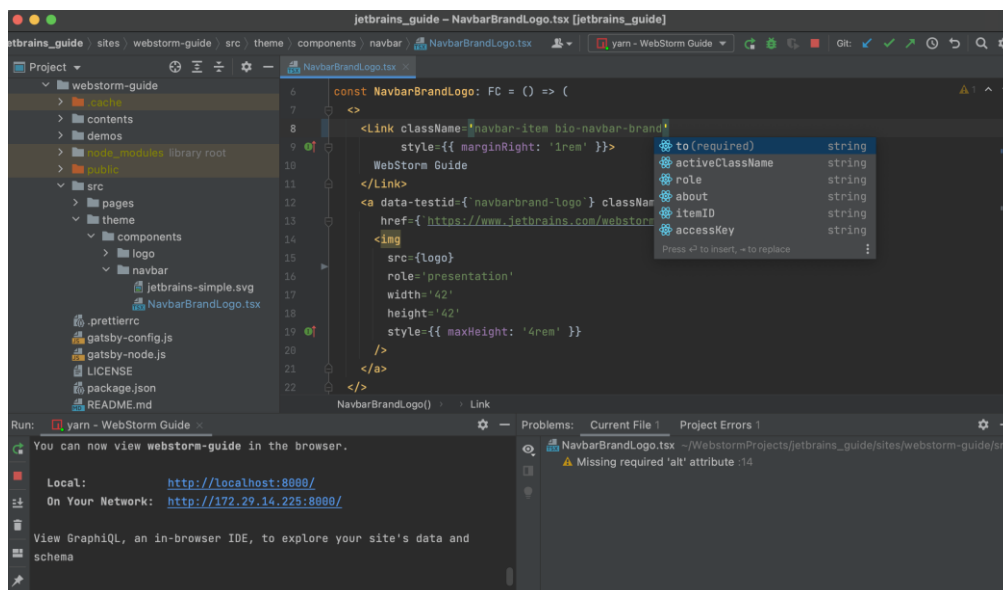 jetbrains_guide – NavbarBrandLogo.tsx [jetbrains_guide]
etbrains_guide sites webstorm-guide src theme components navbar NavbarBrandLogo.tsx yarn - WebStorm Guide Git:
Project
NavbarBrandLogo.tsx
webstorm-guide
.cache
contents
demos
node_modules library root
public
src
pages
theme
components
logo
navbar
jetbrains-simple.svg
NavbarBrandLogo.tsx
.prettierrc
gatsby-config.js
gatsby-node.js
LICENSE
package.json
README.md
6 const NavbarBrandLogo: FC = () => (
7 <>
8 <Link className='navbar-item bio-navbar-brand'
9 style={{ marginRight: '1rem' }}>
10 WebStorm Guide
11 </Link>
12 <a data-testid={`navbarbrand-logo`} classNam
13 href={`https://www.jetbrains.com/webstorm
14 <img
15 src={logo}
16 role='presentation'
17 width='42'
18 height='42'
19 style={{ maxHeight: '4rem' }}
20 />
21 </a>
22 </>
1
to(required) string
activeClassName string
role string
about string
itemID string
accessKey string
Press ↩ to insert, ⇥ to replace
NavbarBrandLogo() Link
Run: yarn - WebStorm Guide
You can now view webstorm-guide in the browser.
Local: http://localhost:8000/
On Your Network: http://172.29.14.225:8000/
View GraphiQL, an in-browser IDE, to explore your site's data and
schema
Problems: Current File 1 Project Errors 1
NavbarBrandLogo.tsx ~/WebstormProjects/jetbrains_guide/sites/webstorm-guide/sr
Missing required 'alt' attribute :14